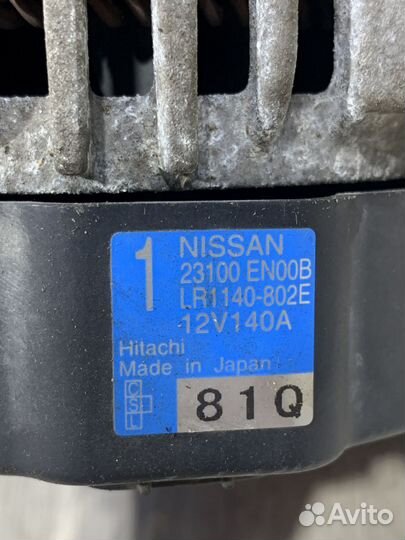 1
NISSAN
23100 EN00B
LR1140-802E
12V140A
Hitachi
Made in Japan
C
S
L
81Q
Avito